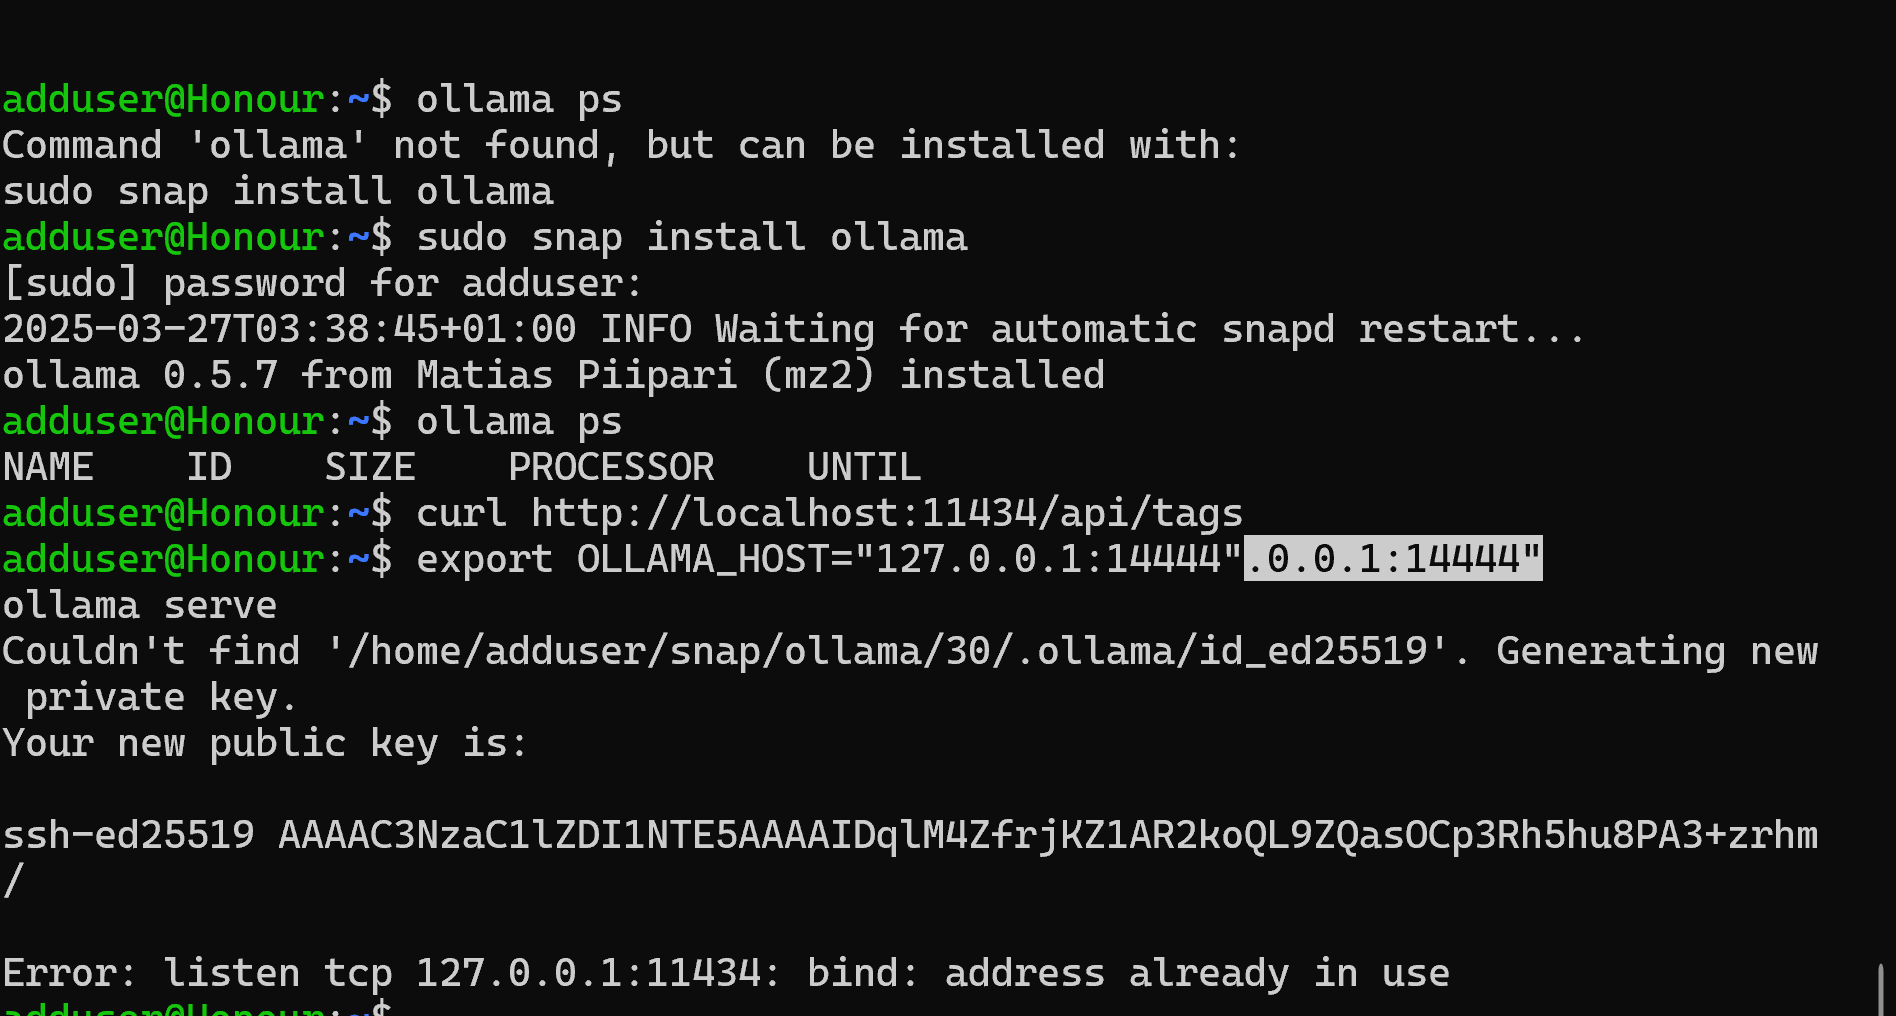 adduser@Honour:~$ ollama ps
Command 'ollama' not found, but can be installed with:
sudo snap install ollama
adduser@Honour:~$ sudo snap install ollama
[sudo] password for adduser:
2025-03-27T03:38:45+01:00 INFO Waiting for automatic snapd restart...
ollama 0.5.7 from Matias Piipari (mz2) installed
adduser@Honour:~$ ollama ps
NAME    ID    SIZE    PROCESSOR    UNTIL
adduser@Honour:~$ curl http://localhost:11434/api/tags
adduser@Honour:~$ export OLLAMA_HOST="127.0.0.1:14444".0.0.1:14444"
ollama serve
Couldn't find '/home/adduser/snap/ollama/30/.ollama/id_ed25519'. Generating new
 private key.
Your new public key is:
ssh-ed25519 AAAAC3NzaC1lZDI1NTE5AAAAIDqlM4ZfrjKZ1AR2koQL9ZQasOCp3Rh5hu8PA3+zrhm
/
Error: listen tcp 127.0.0.1:11434: bind: address already in use
adduser@Honour:~$